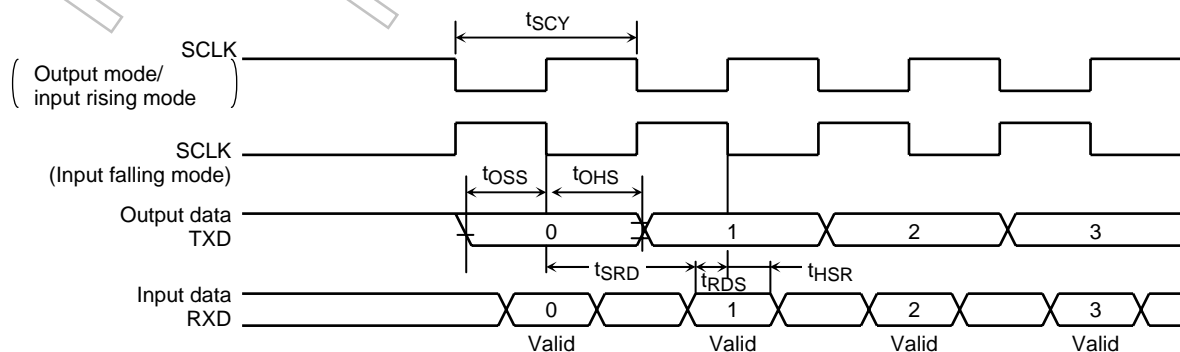 tSCY
SCLK
Output mode/
input rising mode
SCLK
(Input falling mode)
tOSS
tOHS
Output data
TXD
0
1
2
3
tSRD
tRDS
tHSR
Input data
RXD
0
1
2
3
Valid
Valid
Valid
Valid